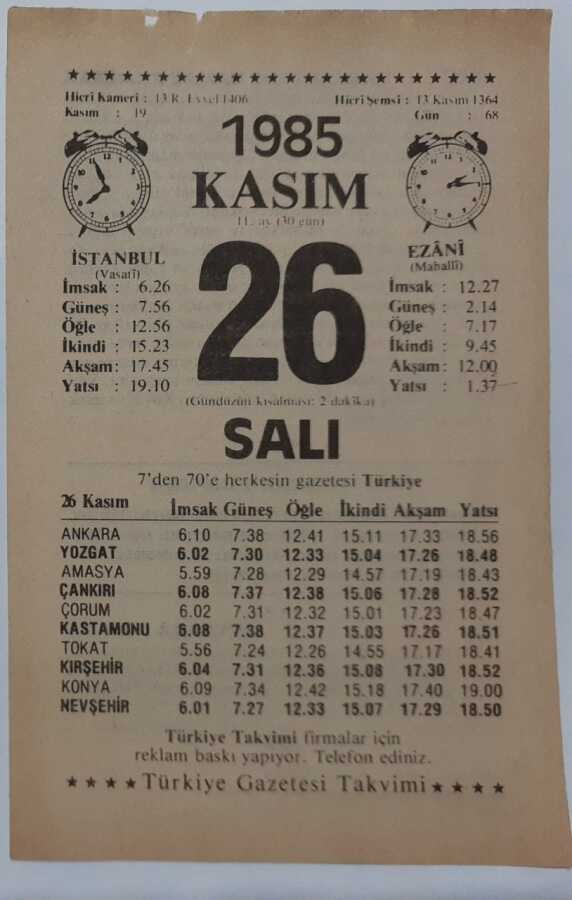 Hicri Kameri : 13 R. Evvel 1406
Hicri Şemsi : 13 Kasım 1364
Kasım : 19
Gün : 68
1985
KASIM
11. ay (30 gün)
26
İSTANBUL
(Vasatî)
İmsak : 6.26
Güneş : 7.56
Öğle : 12.56
İkindi : 15.23
Akşam: 17.45
Yatsı : 19.10
EZÂNÎ
(Mahallî)
İmsak : 12.27
Güneş : 2.14
Öğle : 7.17
İkindi : 9.45
Akşam: 12.00
Yatsı : 1.37
(Gündüzün kısalması: 2 dakika)
SALI
7'den 70'e herkesin gazetesi Türkiye
26 Kasım İmsak Güneş Öğle İkindi Akşam Yatsı
ANKARA 6.10 7.38 12.41 15.11 17.33 18.56
YOZGAT 6.02 7.30 12.33 15.04 17.26 18.48
AMASYA 5.59 7.28 12.29 14.57 17.19 18.43
ÇANKIRI 6.08 7.37 12.38 15.06 17.28 18.52
ÇORUM 6.02 7.31 12.32 15.01 17.23 18.47
KASTAMONU 6.08 7.38 12.37 15.03 17.26 18.51
TOKAT 5.56 7.24 12.26 14.55 17.17 18.41
KIRŞEHİR 6.04 7.31 12.36 15.08 17.30 18.52
KONYA 6.09 7.34 12.42 15.18 17.40 19.00
NEVŞEHİR 6.01 7.27 12.33 15.07 17.29 18.50
Türkiye Takvimi firmalar için
reklam baskı yapıyor. Telefon ediniz.
★★★★Türkiye Gazetesi Takvimi★★★★